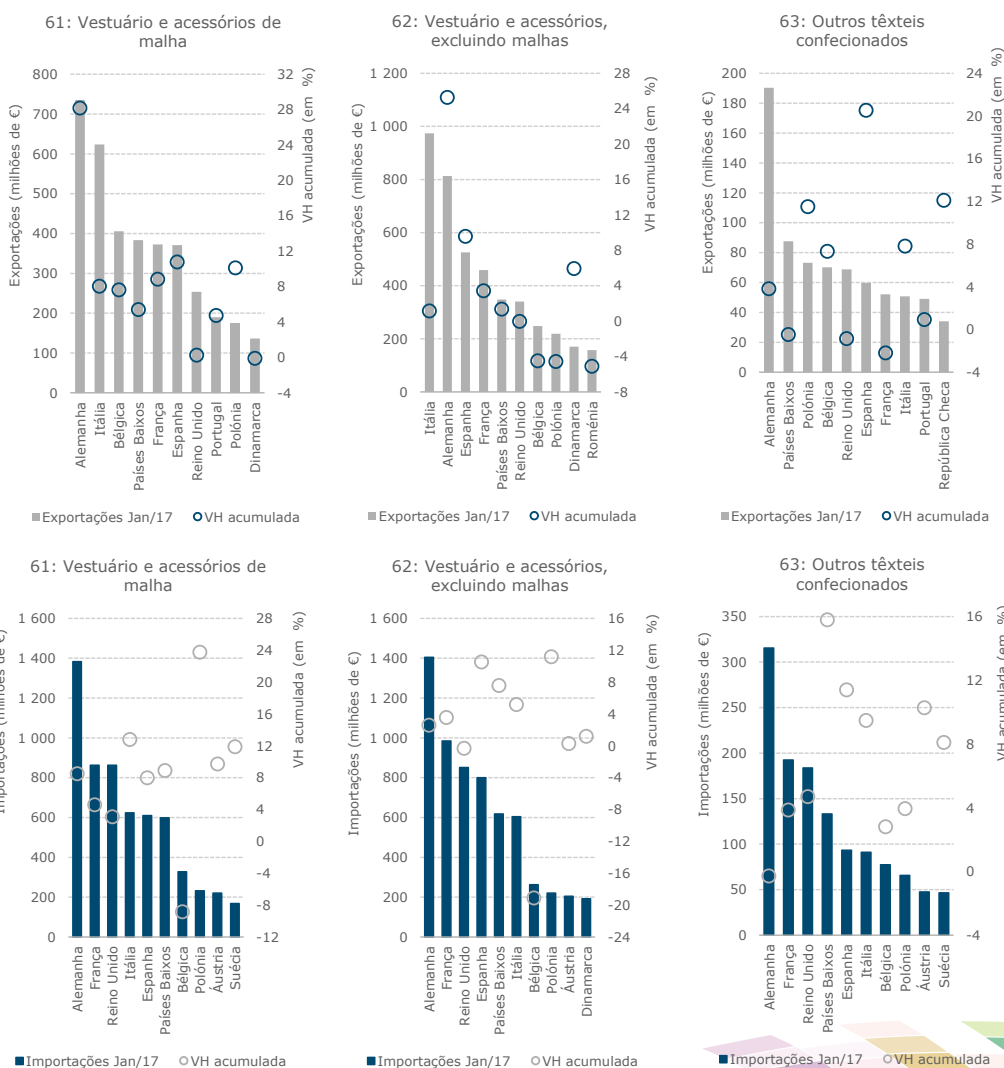 61: Vestuário e acessórios de
malha
Exportações (milhões de €)
800
700
600
500
400
300
200
100
0
32
28
24
20
16
12
8
4
0
-4
VH acumulada (em %)
Alemanha
Itália
Bélgica
Países Baixos
França
Espanha
Reino Unido
Portugal
Polónia
Dinamarca
Exportações Jan/17
VH acumulada
62: Vestuário e acessórios,
excluindo malhas
Exportações (milhões de €)
1 200
1 000
800
600
400
200
0
28
24
20
16
12
8
4
0
-4
-8
VH acumulada (em %)
Itália
Alemanha
Espanha
França
Países Baixos
Reino Unido
Bélgica
Polónia
Dinamarca
Roménia
Exportações Jan/17
VH acumulada
63: Outros têxteis
confecionados
Exportações (milhões de €)
200
180
160
140
120
100
80
60
40
20
0
24
20
16
12
8
4
0
-4
VH acumulada (em %)
Alemanha
Países Baixos
Polónia
Bélgica
Reino Unido
Espanha
França
Itália
Portugal
República Checa
Exportações Jan/17
VH acumulada
61: Vestuário e acessórios de
malha
Importações (milhões de €)
1 600
1 400
1 200
1 000
800
600
400
200
0
28
24
20
16
12
8
4
0
-4
-8
-12
VH acumulada (em %)
Alemanha
França
Reino Unido
Itália
Espanha
Países Baixos
Bélgica
Polónia
Áustria
Suécia
Importações Jan/17
VH acumulada
62: Vestuário e acessórios,
excluindo malhas
Importações (milhões de €)
1 600
1 400
1 200
1 000
800
600
400
200
0
16
12
8
4
0
-4
-8
-12
-16
-20
-24
VH acumulada (em %)
Alemanha
França
Reino Unido
Espanha
Países Baixos
Itália
Bélgica
Polónia
Áustria
Dinamarca
Importações Jan/17
VH acumulada
63: Outros têxteis
confecionados
Importações (milhões de €)
350
300
250
200
150
100
50
0
16
12
8
4
0
-4
VH acumulada (em %)
Alemanha
França
Reino Unido
Países Baixos
Espanha
Itália
Bélgica
Polónia
Áustria
Suécia
Importações Jan/17
VH acumulada